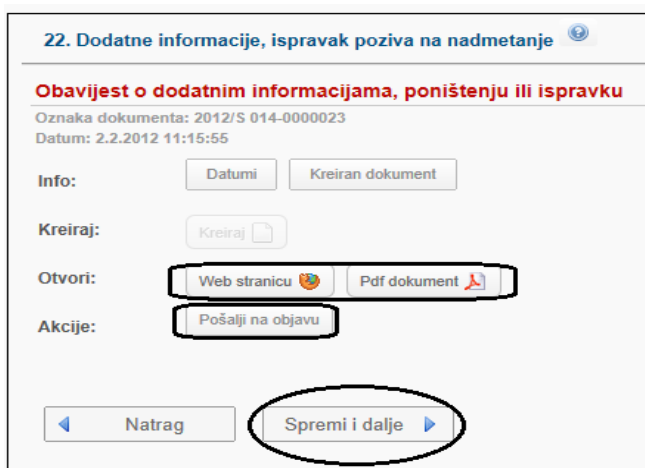 22. Dodatne informacije, ispravak poziva na nadmetanje
Obavijest o dodatnim informacijama, poništenju ili ispravku
Oznaka dokumenta: 2012/S 014-0000023
Datum: 2.2.2012 11:15:55
Info: Datumi Kreiran dokument
Kreiraj: Kreiraj
Otvori: Web stranicu Pdf dokument
Akcije: Pošalji na objavu
Natrag Spremi i dalje